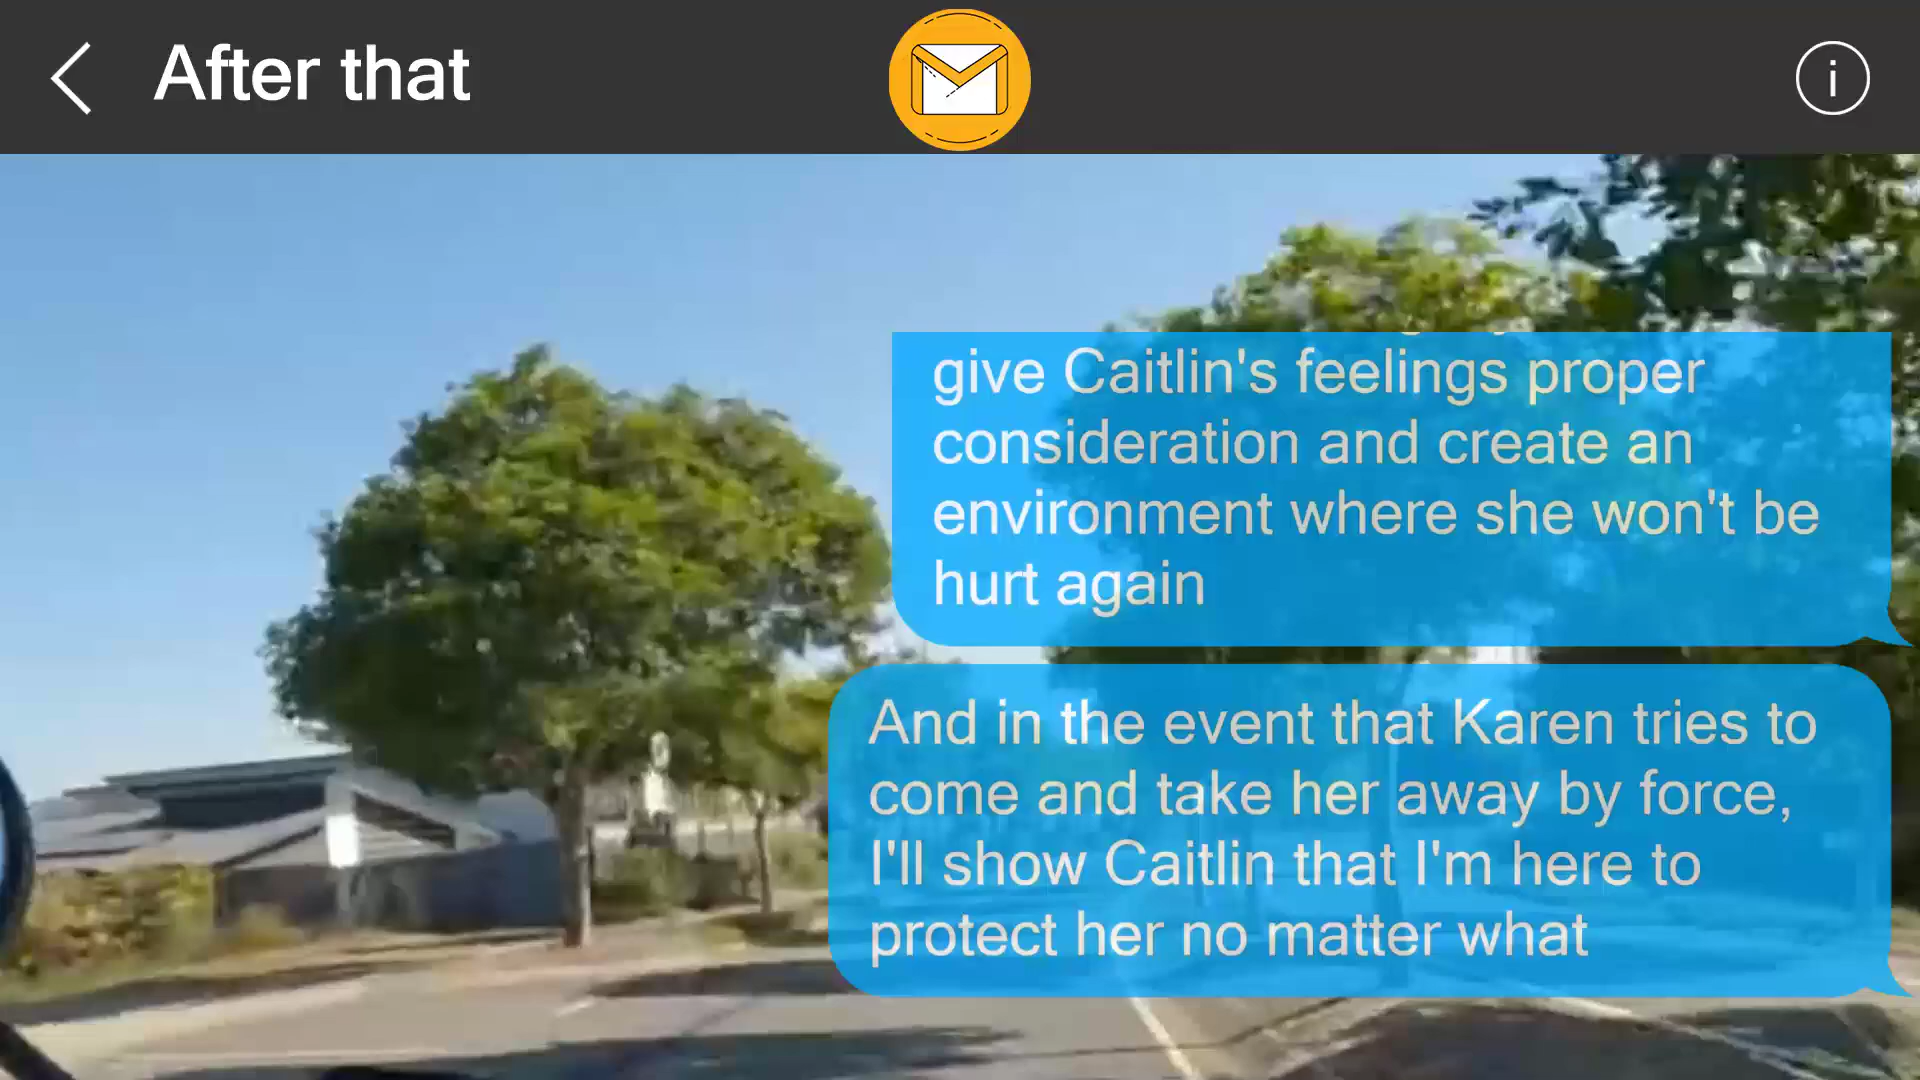 After that
give Caitlin's feelings proper
consideration and create an
environment where she won't be
hurt again
And in the event that Karen tries to
come and take her away by force,
I'll show Caitlin that I'm here to
protect her no matter what